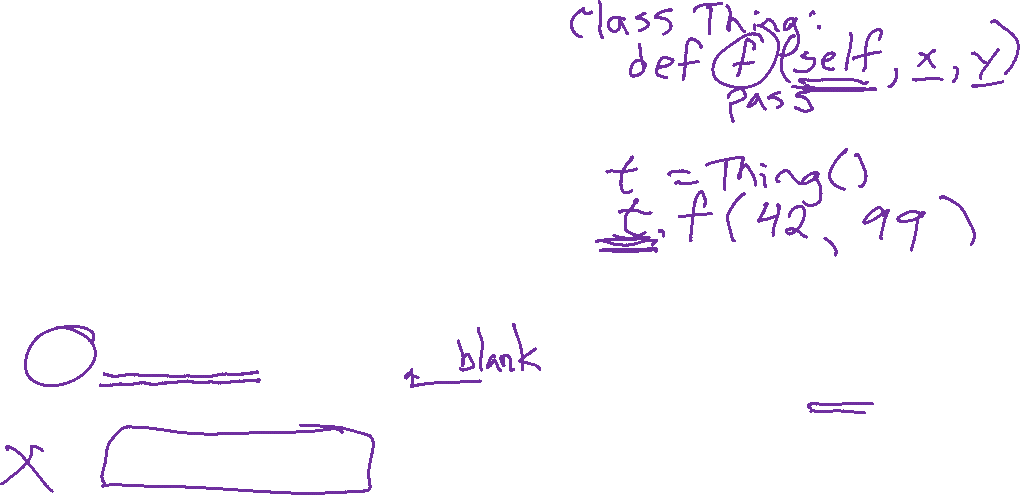 class Thing:
def f (self, x, y)
pass
t = Thing()
t.f(42, 99)
blank
X